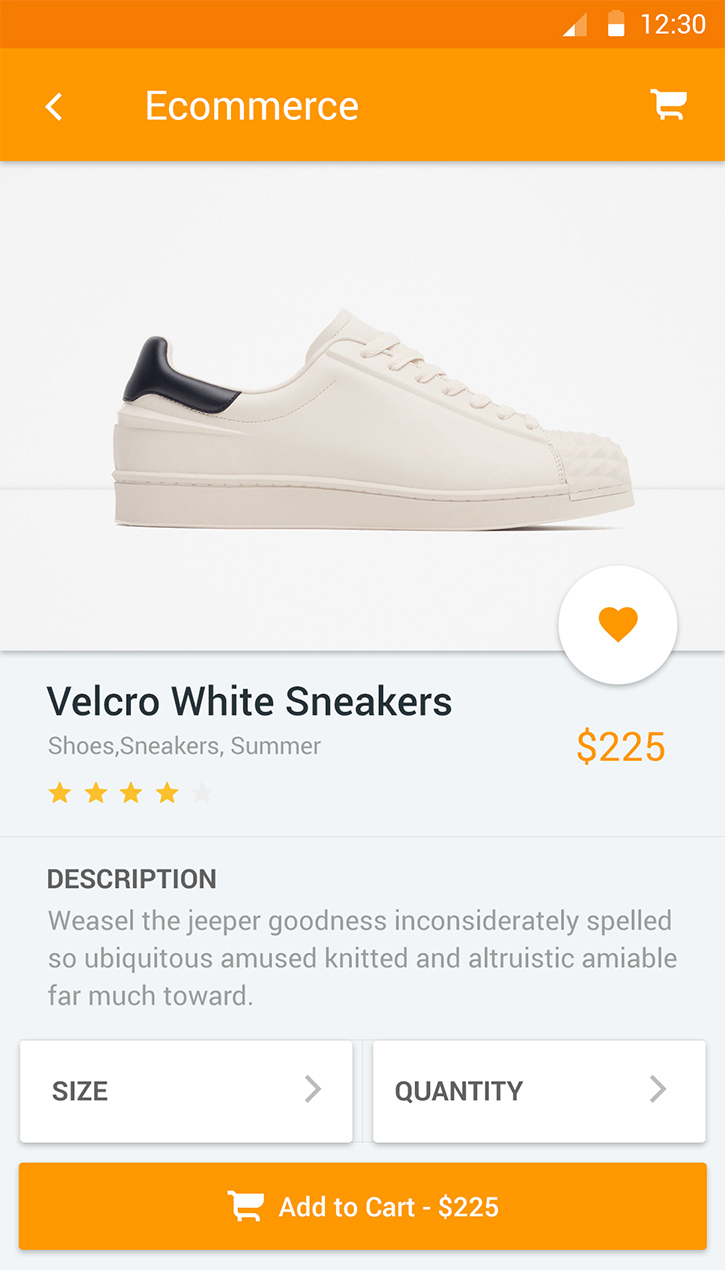 12:30
Ecommerce
Velcro White Sneakers
Shoes,Sneakers, Summer
$225
DESCRIPTION
Weasel the jeeper goodness inconsiderately spelled
so ubiquitous amused knitted and altruistic amiable
far much toward.
SIZE
QUANTITY
Add to Cart - $225